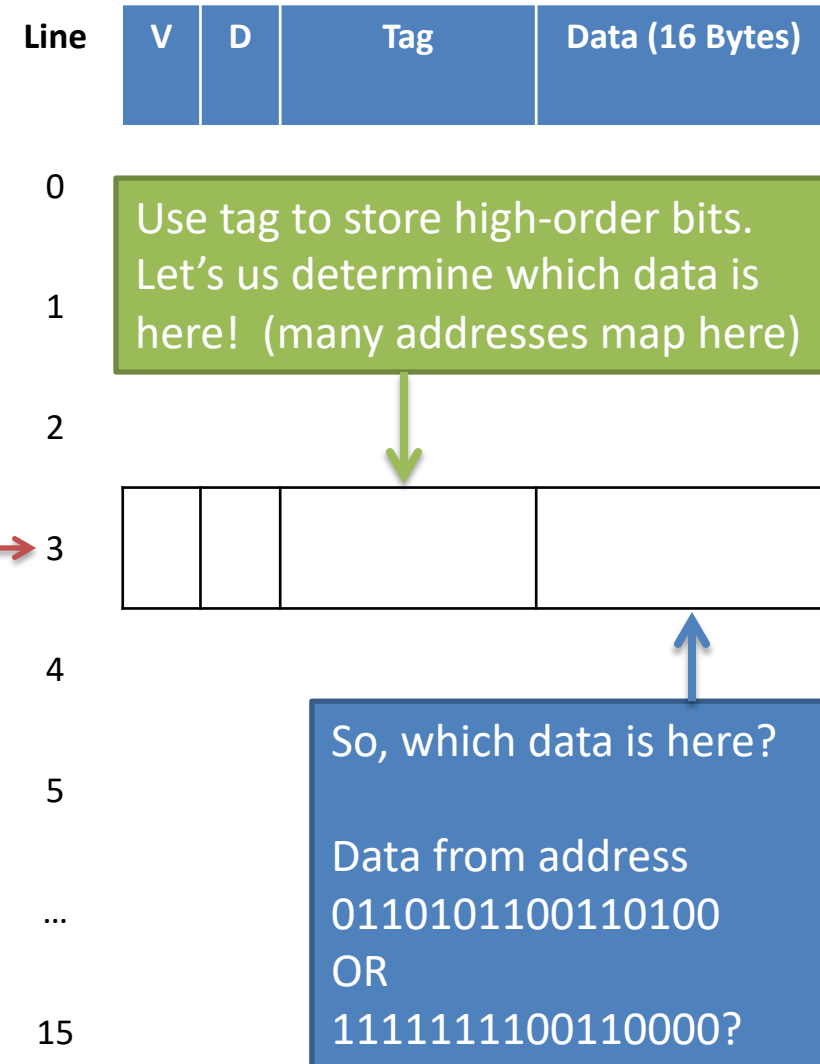 Line V D Tag Data (16 Bytes)
0
Use tag to store high-order bits.
Let's us determine which data is
here! (many addresses map here)
1
2
3
4
So, which data is here?
5
Data from address
0110101100110100
...
OR
1111111100110000?
15